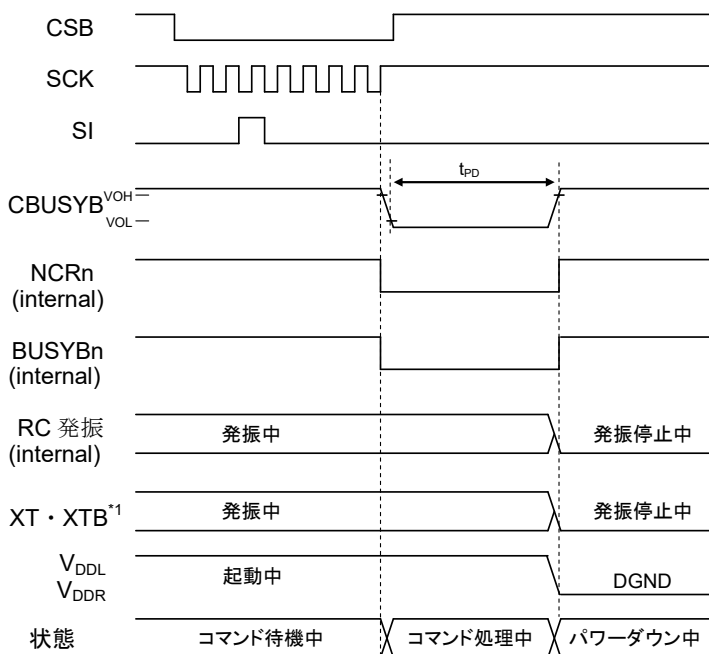 CSB
SCK
SI
tPD
CBUSYB VOH
VOL
NCRn
(internal)
BUSYBn
(internal)
RC 発振
(internal)
発振中 発振停止中
XT・XTB*1 発振中 発振停止中
VDDL
VDDR
起動中 DGND
状態 コマンド待機中 コマンド処理中 パワーダウン中